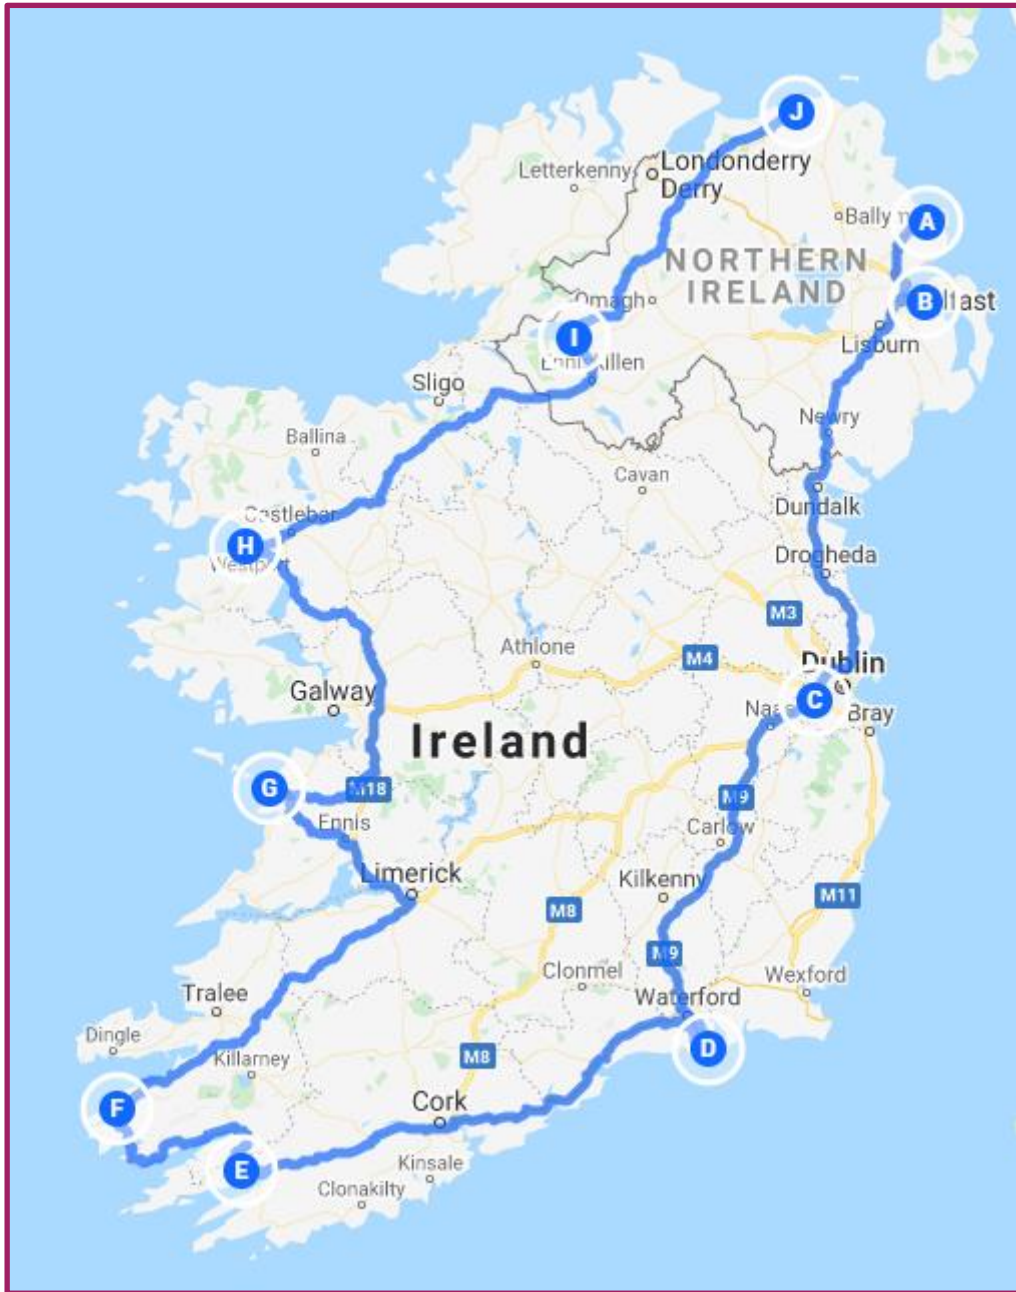 J
Londonderry
Derry
Letterkenny
Bally
A
NORTHERN
IRELAND
Omagh
B
Lisburn
I
Sligo
Newry
Ballina
Cavan
Dundalk
Castlebar
H
Drogheda
M3
Athlone
M4
Dublin
Galway
C
Bray
Ireland
G
M18
M9
Ennis
Carlow
Limerick
Kilkenny
M8
M11
M9
Clonmel
Wexford
Tralee
Waterford
Dingle
D
Killarney
M8
F
Cork
E
Kinsale
Clonakilty